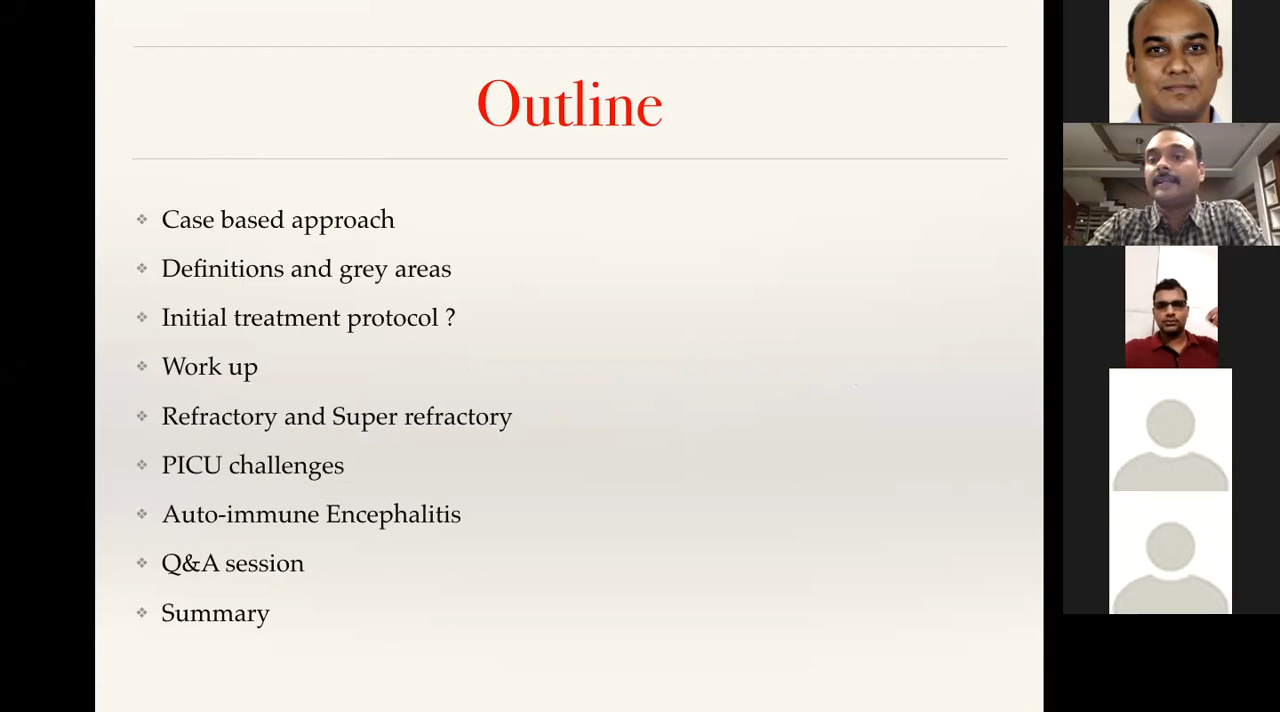 Outline
Case based approach
Definitions and grey areas
Initial treatment protocol ?
Work up
Refractory and Super refractory
PICU challenges
Auto-immune Encephalitis
Q&A session
Summary